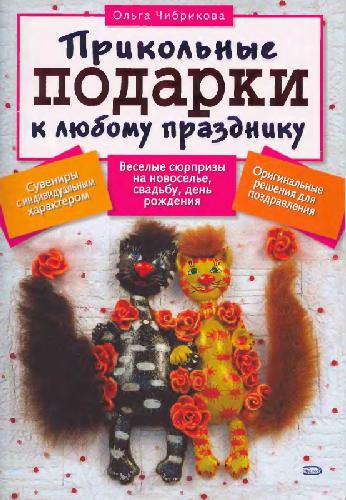 Ольга Чибрикова
Прикольные
подарки
к любому празднику
Сувениры
с индивидуальным
характером
Веселые сюрпризы
на новоселье,
свадьбу, день
рождения
Оригинальные
решения для
поздравления